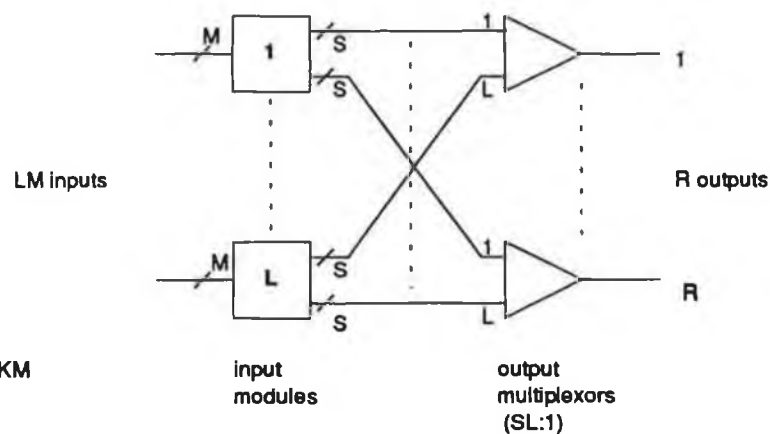 M
1
S
S
1
L
1
LM inputs
R outputs
M
L
S
S
1
L
R
KM
input
modules
output
multiplexors
(SL:1)